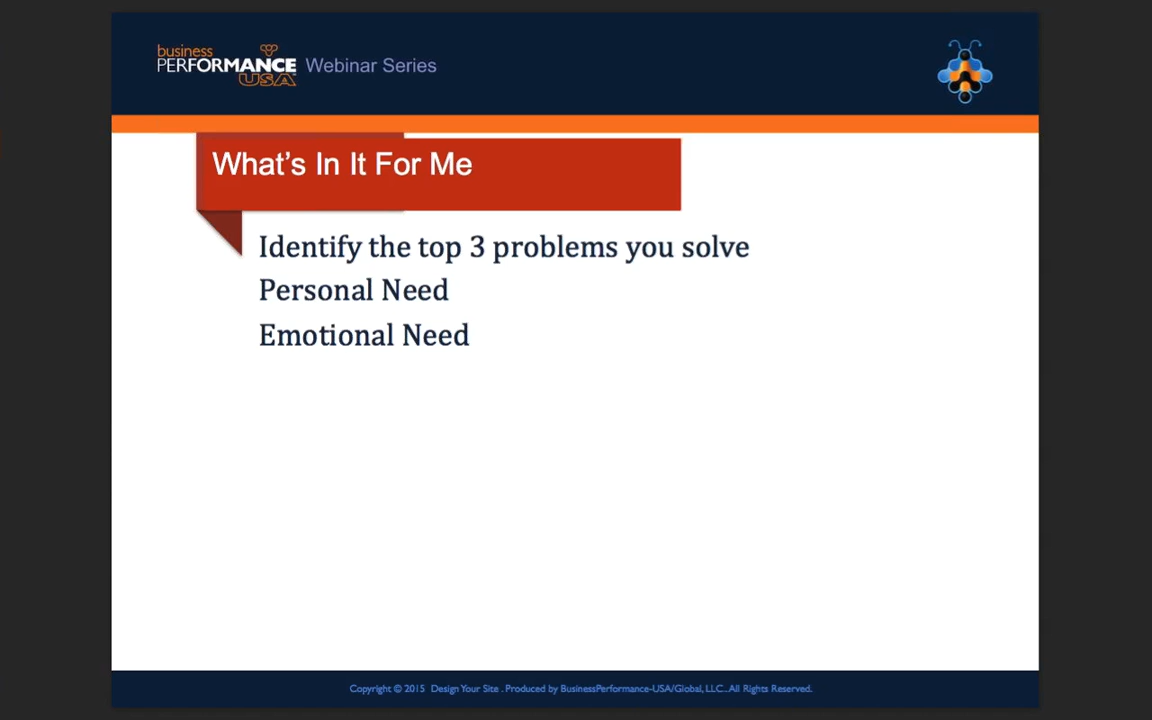 business
PERFORMANCE
USA
Webinar Series
What's In It For Me
Identify the top 3 problems you solve
Personal Need
Emotional Need
Copyright © 2015 Design Your Site . Produced by BusinessPerformance-USA/Global, LLC.. All Rights Reserved.